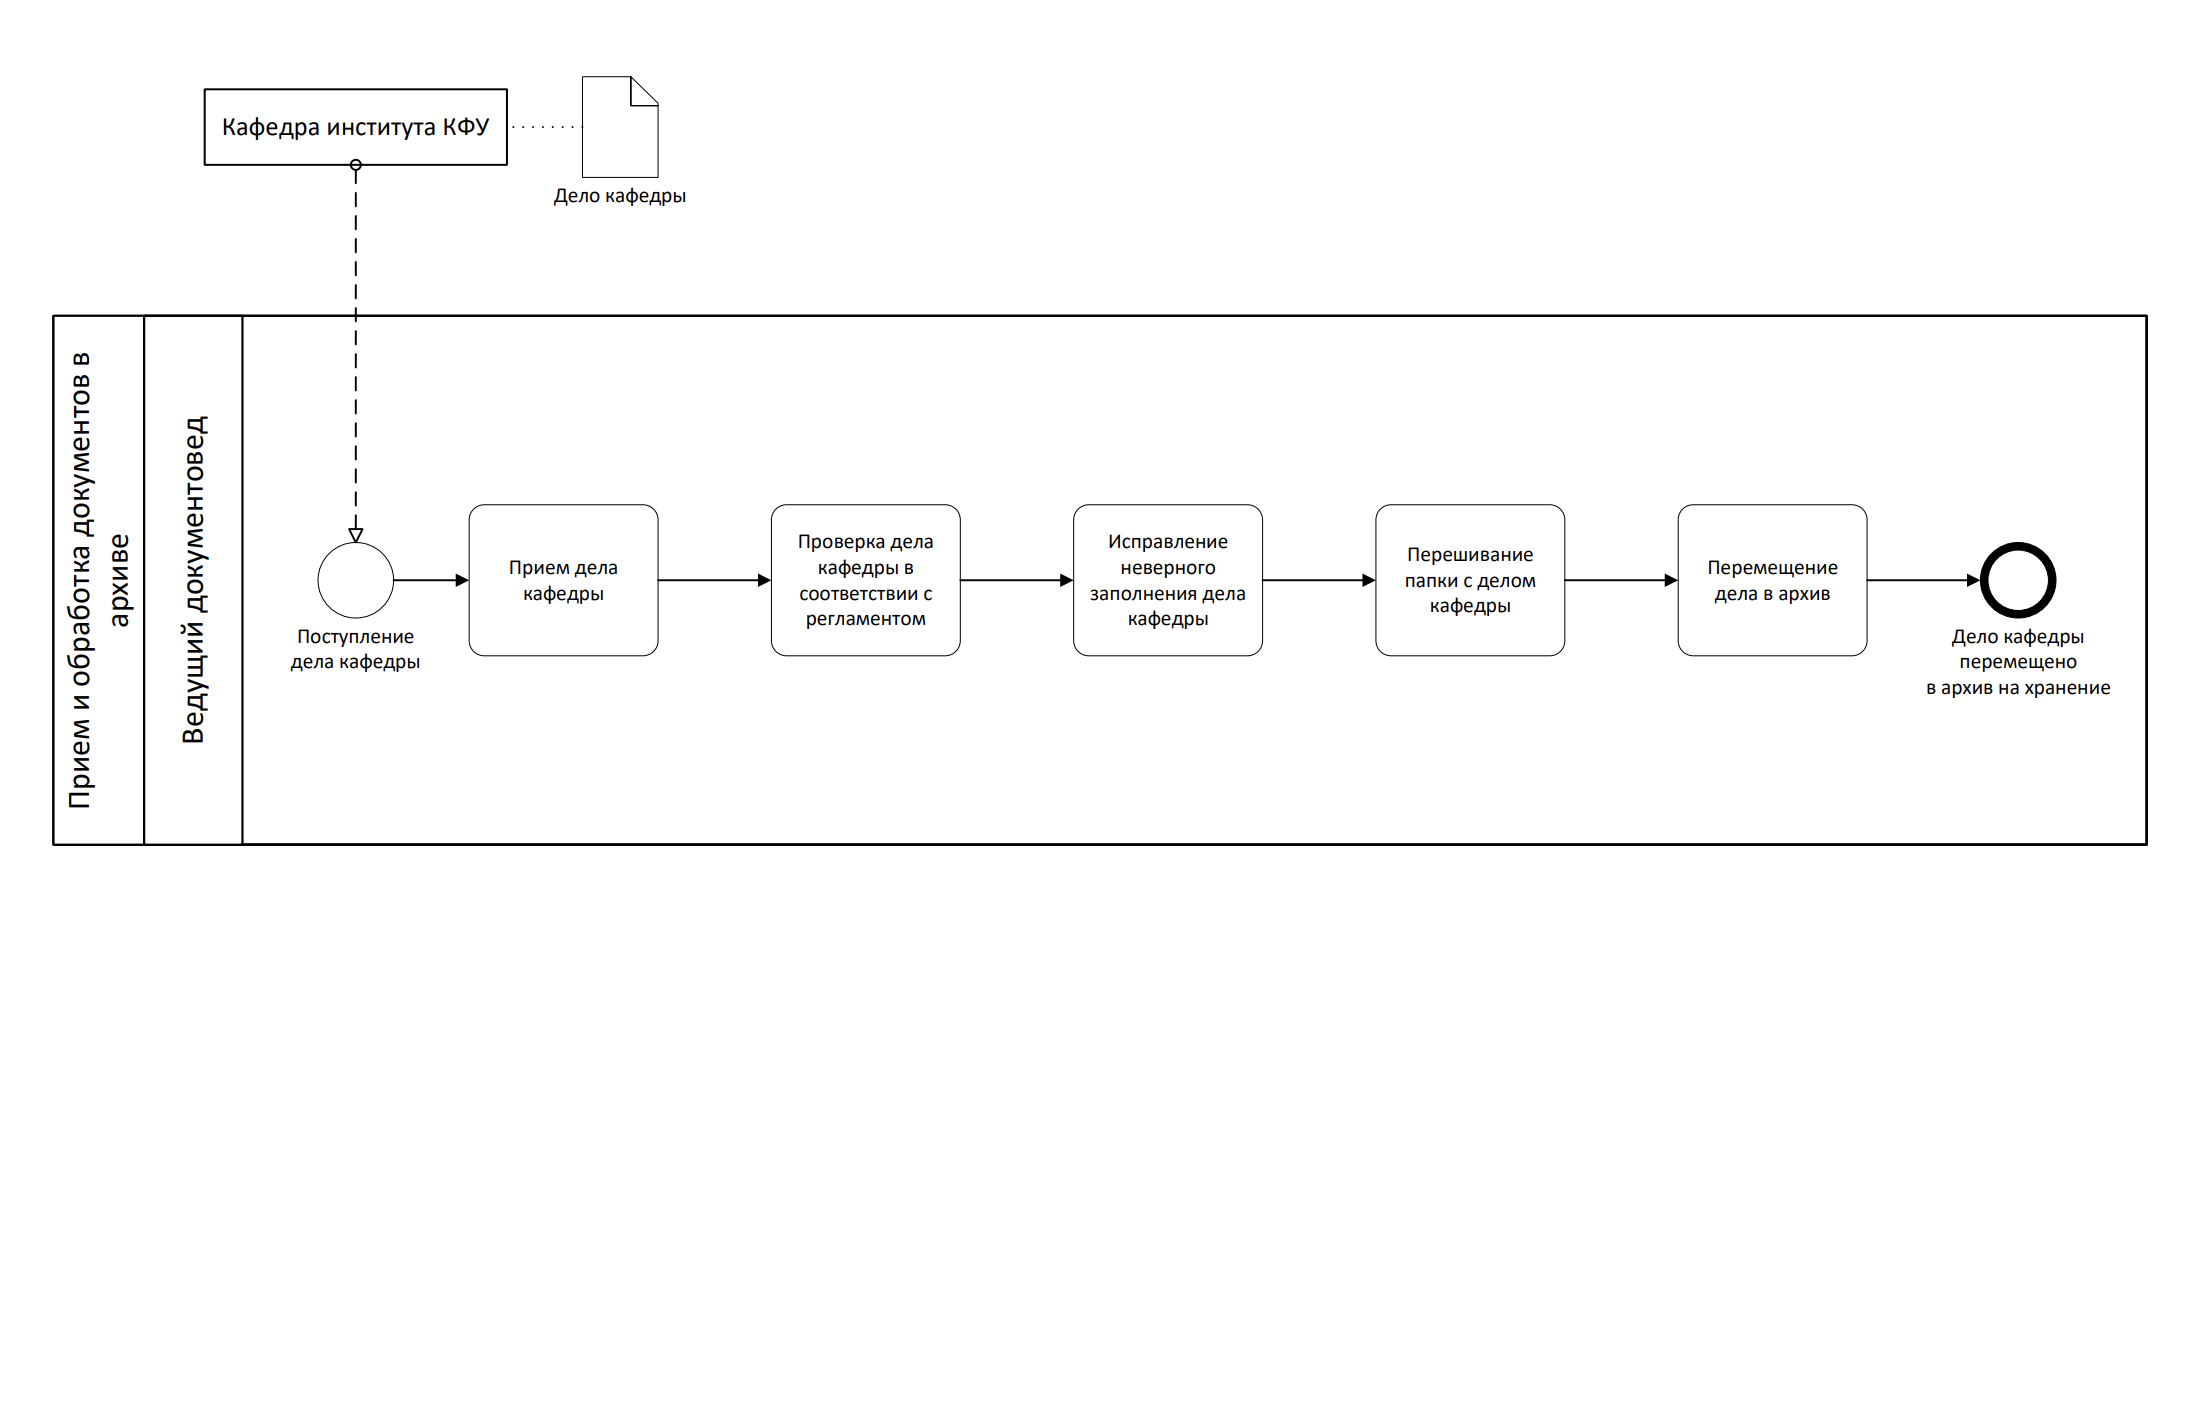 Кафедра института КФУ
Дело кафедры
Прием и обработка документов в
архиве
Ведущий документовед
Поступление
дела кафедры
Прием дела
кафедры
Проверка дела
кафедры в
соответствии с
регламентом
Исправление
неверного
заполнения дела
кафедры
Перешивание
папки с делом
кафедры
Перемещение
дела в архив
Дело кафедры
перемещено
в архив на хранение